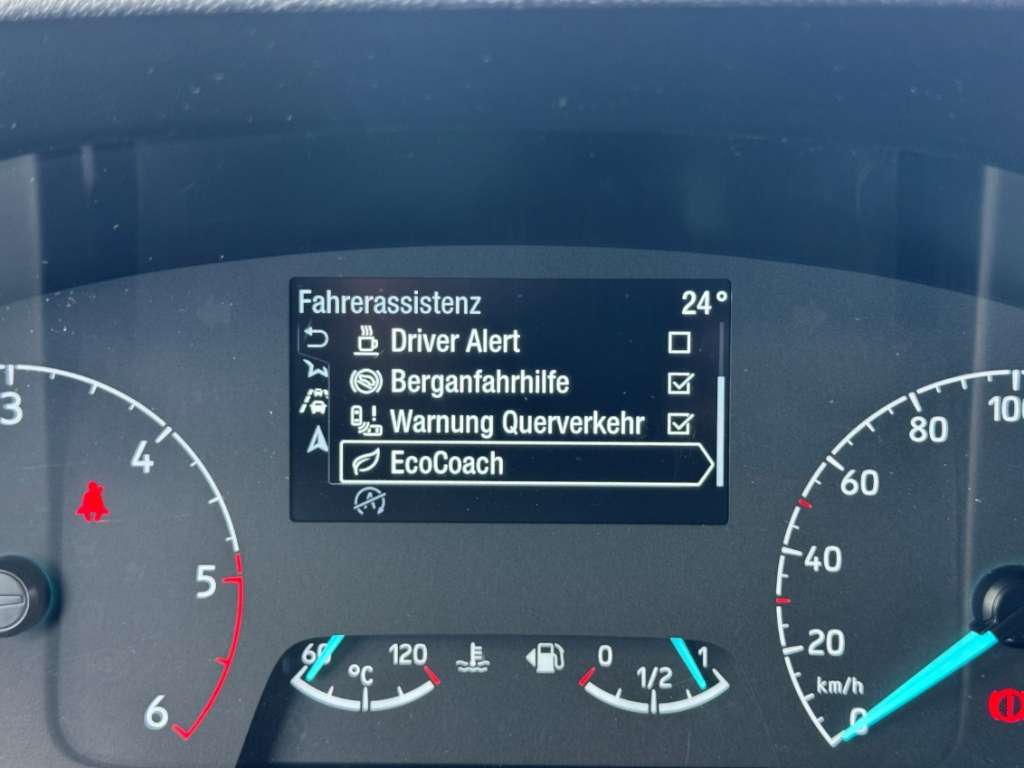 Fahrerassistenz 24°
Driver Alert
Berganfahrhilfe
Warnung Querverkehr
EcoCoach
A
3
4
5
6
60 120
°C
0 1/2 1
100
80
60
40
20
km/h
0